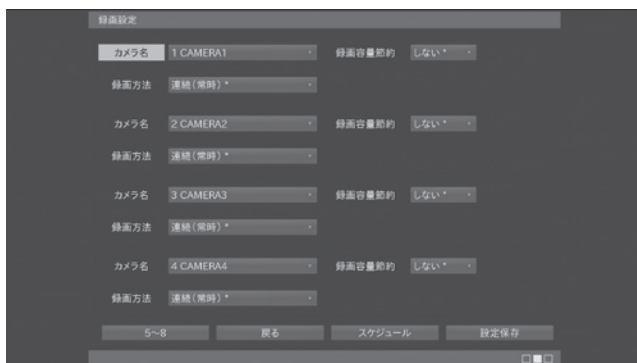 録画設定
カメラ名 1 CAMERA1 録画容量節約 しない *
録画方法 連続(常時) *
カメラ名 2 CAMERA2 録画容量節約 しない *
録画方法 連続(常時) *
カメラ名 3 CAMERA3 録画容量節約 しない *
録画方法 連続(常時) *
カメラ名 4 CAMERA4 録画容量節約 しない *
録画方法 連続(常時) *
5〜8 戻る スケジュール 設定保存